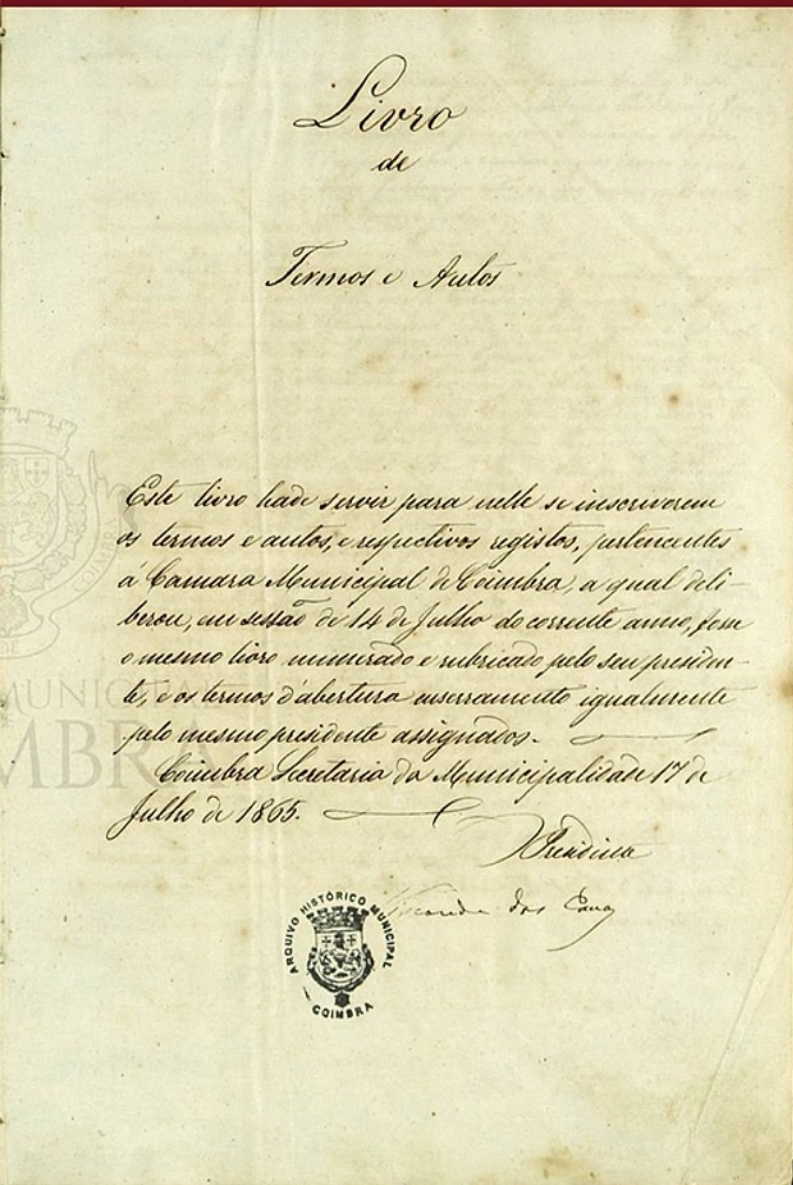 Livro
de
Termos e Autos
Este livro hade servir para nelle se inscreverem
os termos e autos, e respectivos registos, pertencentes
á Camara Municipal de Coimbra, a qual deli-
berou, em sessão de 14 de Julho do corrente anno, fosse
o mesmo livro numerado e rubricado pelo seu presiden-
te, e os termos d'abertura encerramento igualmente
pelo mesmo presidente assignados.
Coimbra Secretaria da Municipalidade 17 de
Julho de 1865.
O Presidente
Visconde das Canas
ARQUIVO HISTÓRICO MUNICIPAL
COIMBRA